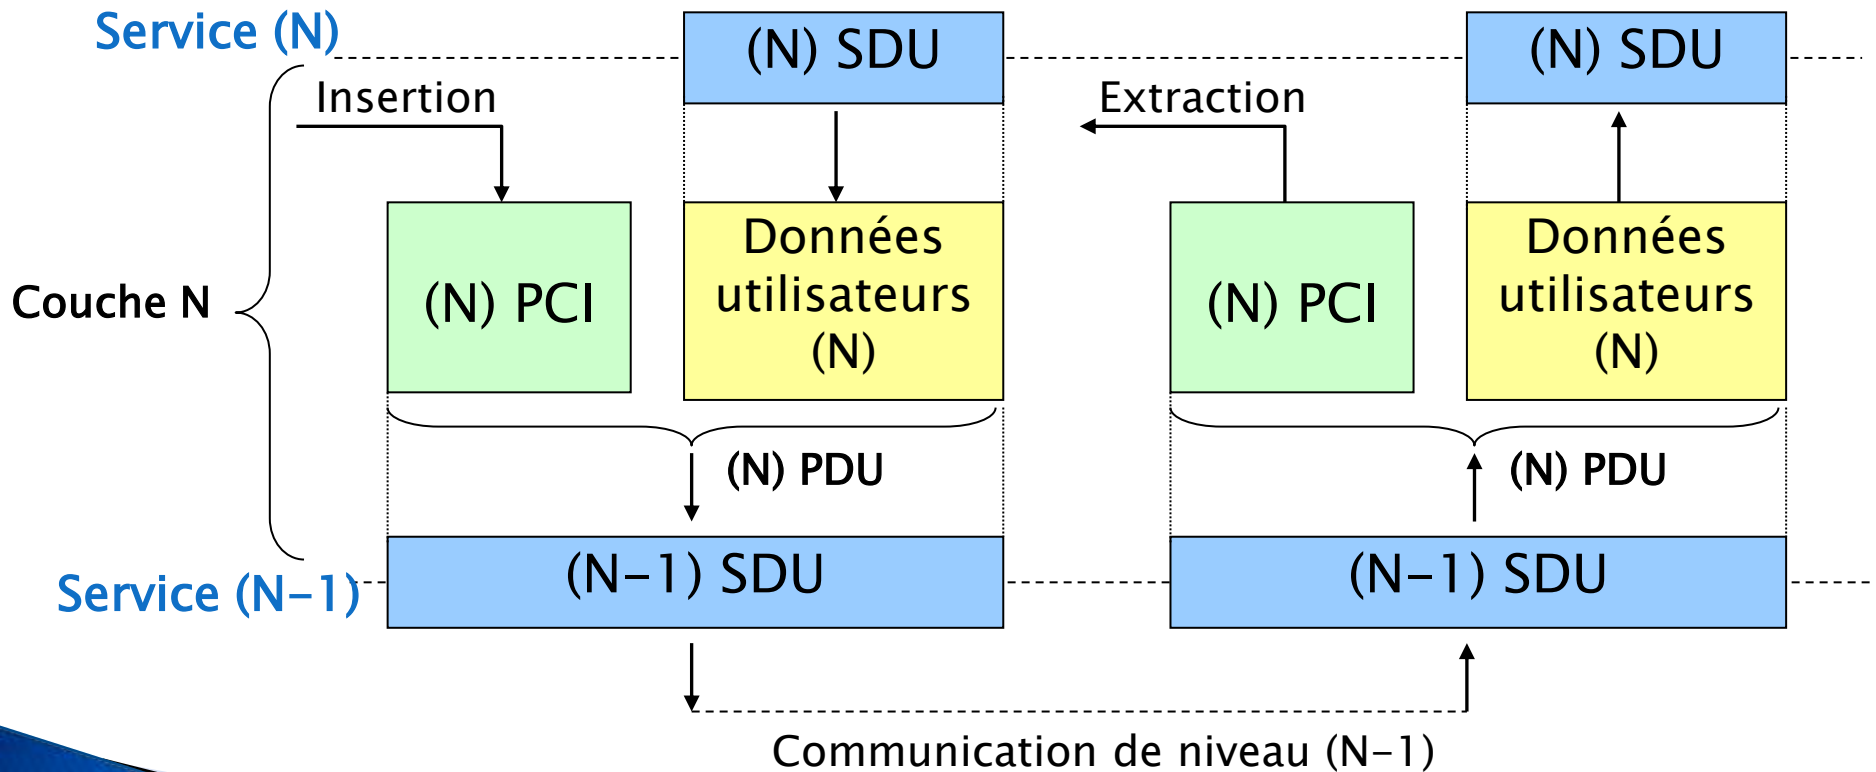 Service (N)
(N) SDU
(N) SDU
Insertion
Extraction
Couche N
(N) PCI
Données
utilisateurs
(N)
(N) PCI
Données
utilisateurs
(N)
(N) PDU
(N) PDU
Service (N-1)
(N-1) SDU
(N-1) SDU
Communication de niveau (N-1)